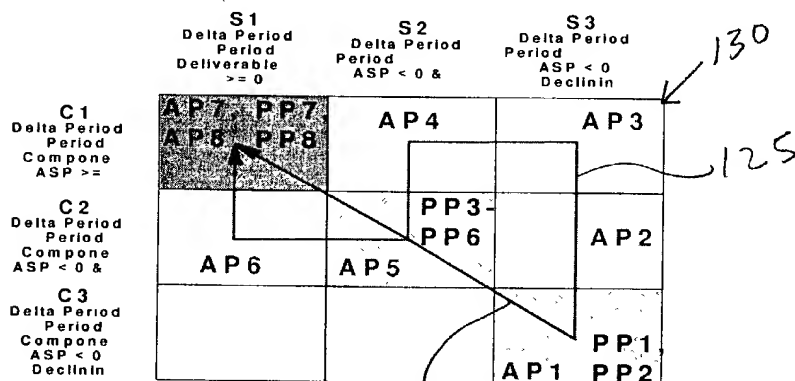 S1
Delta Period
Period
Deliverable
>= 0
S2
Delta Period
Period
ASP < 0 &
S3
Delta Period
Period
ASP < 0
Declinin
130
C1
Delta Period
Period
Compone
ASP >=
AP7, PP7,
AP8 PP8
AP4
AP3
125
C2
Delta Period
Period
Compone
ASP < 0 &
AP6
AP5
PP3-
PP6
AP2
C3
Delta Period
Period
Compone
ASP < 0
Declinin
AP1
PP1,
PP2